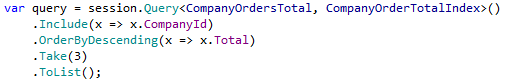 var query = session.Query<CompanyOrdersTotal, CompanyOrderTotalIndex>()
.Include(x => x.CompanyId)
.OrderByDescending(x => x.Total)
.Take(3)
.ToList();